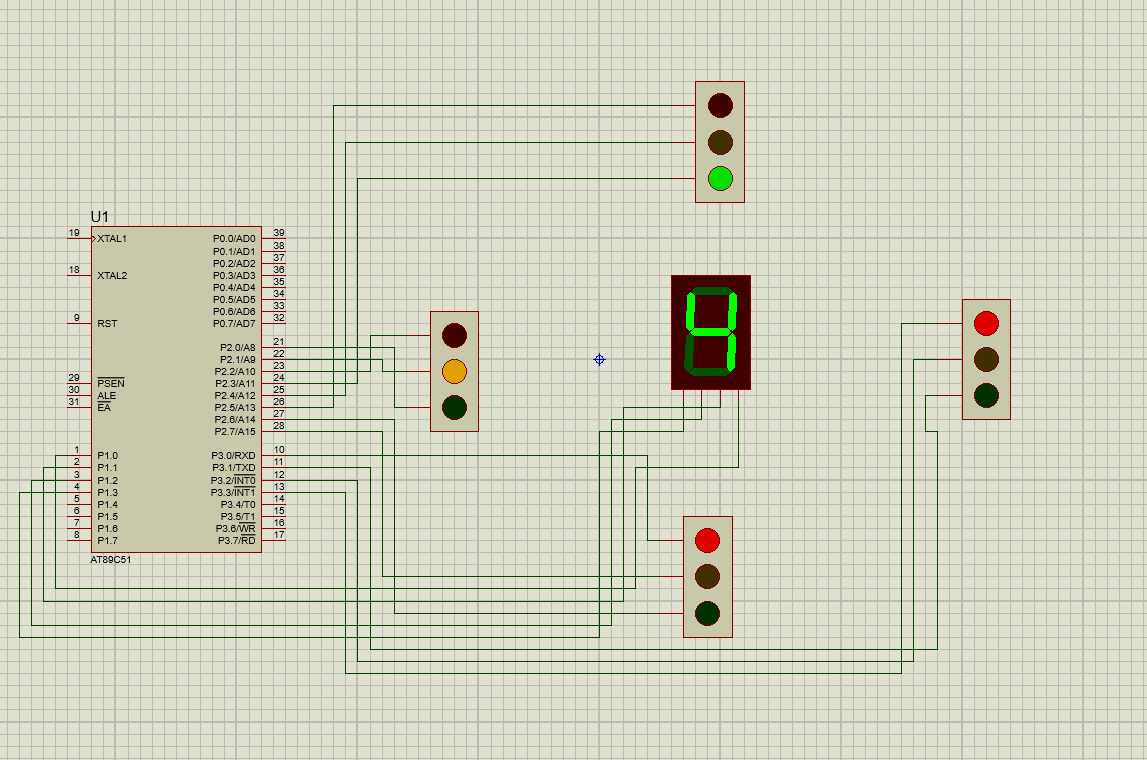 U1
19 XTAL1 P0.0/AD0 39
P0.1/AD1 38
P0.2/AD2 37
18 XTAL2 P0.3/AD3 36
P0.4/AD4 35
P0.5/AD5 34
P0.6/AD6 33
9 RST P0.7/AD7 32
P2.0/A8 21
P2.1/A9 22
P2.2/A10 23
29 PSEN P2.3/A11 24
30 ALE P2.4/A12 25
31 EA P2.5/A13 26
P2.6/A14 27
P2.7/A15 28
1 P1.0 P3.0/RXD 10
2 P1.1 P3.1/TXD 11
3 P1.2 P3.2/INT0 12
4 P1.3 P3.3/INT1 13
5 P1.4 P3.4/T0 14
6 P1.5 P3.5/T1 15
7 P1.6 P3.6/WR 16
8 P1.7 P3.7/RD 17
AT89C51
4